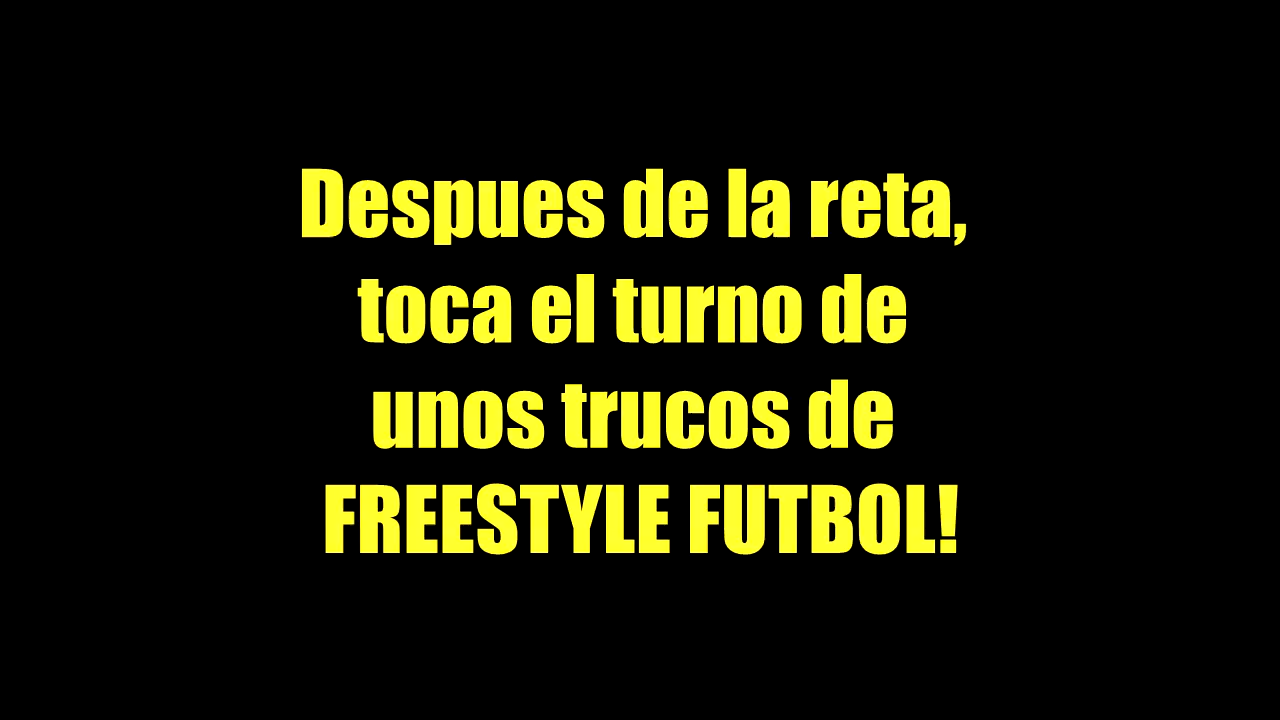 Despues de la reta,
toca el turno de
unos trucos de
FREESTYLE FUTBOL!